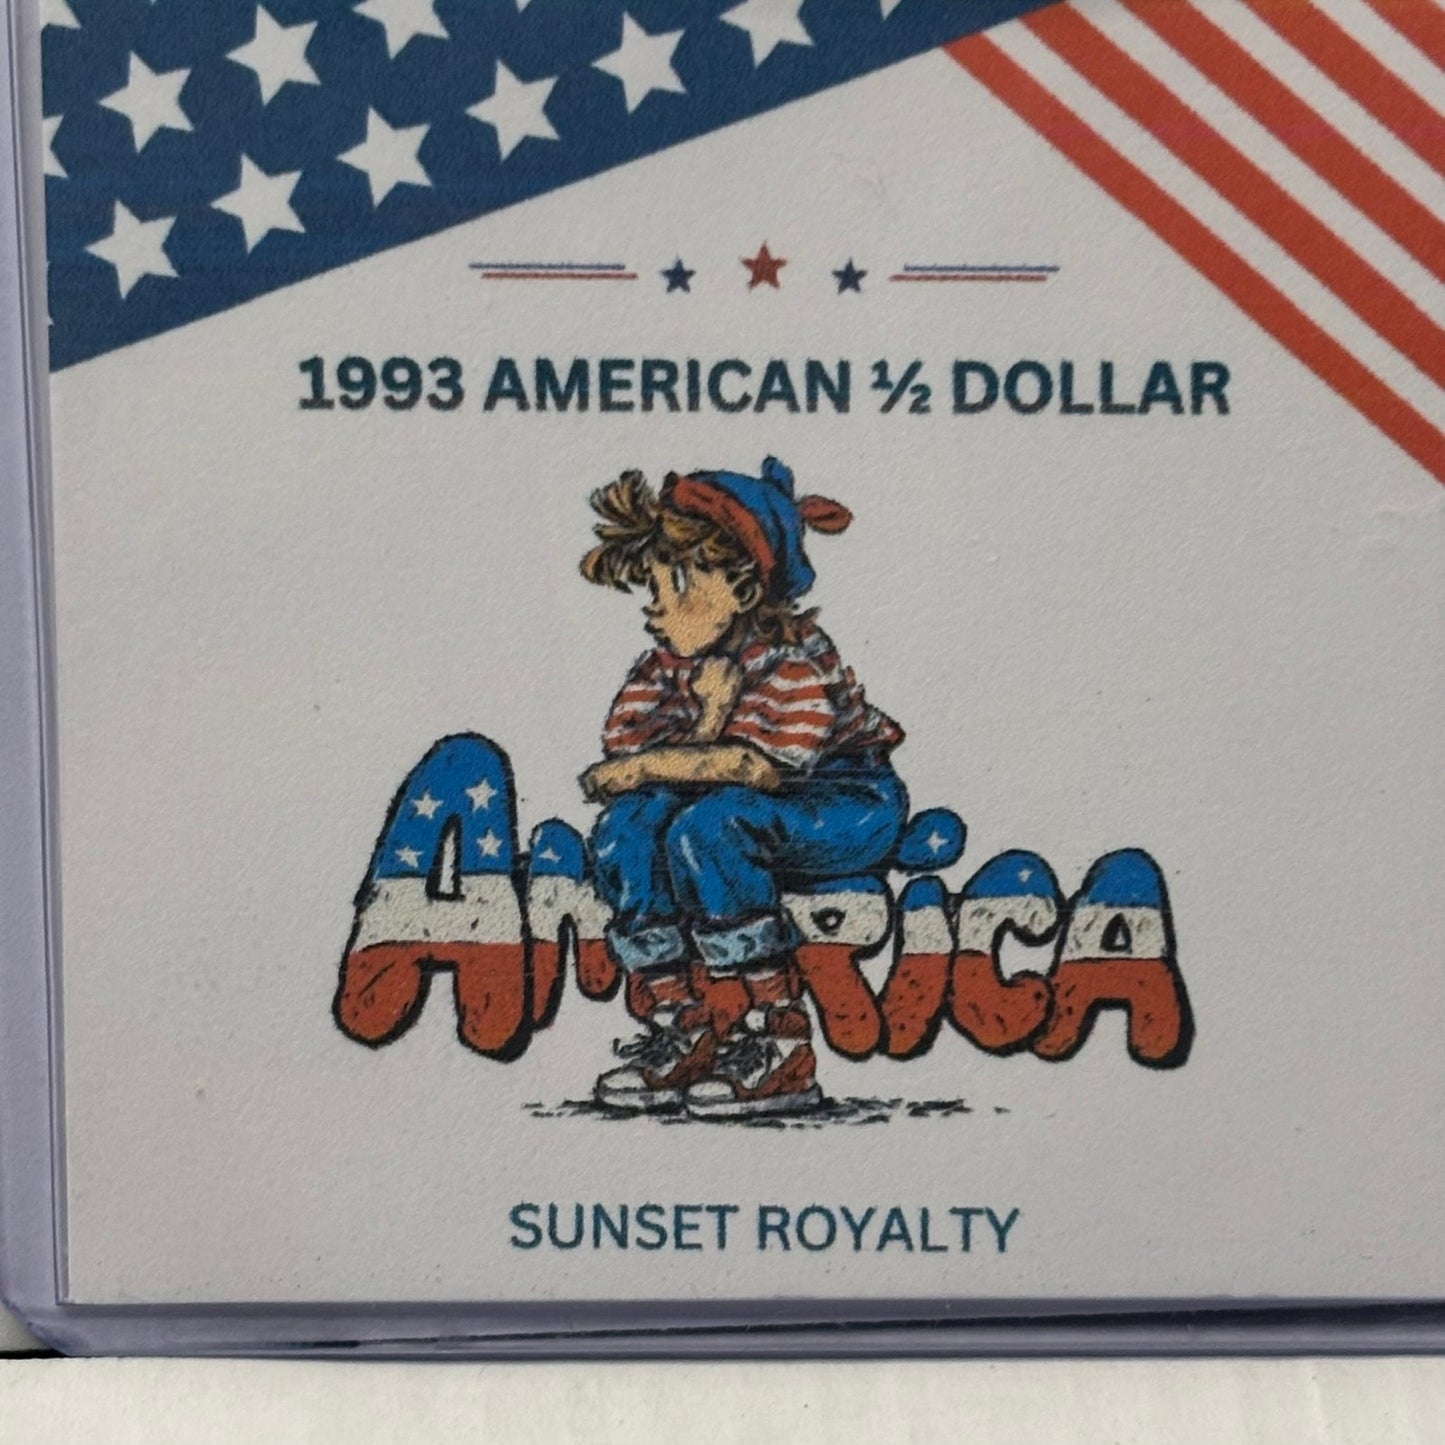 1993 AMERICAN ½ DOLLAR
AMERICA
SUNSET ROYALTY